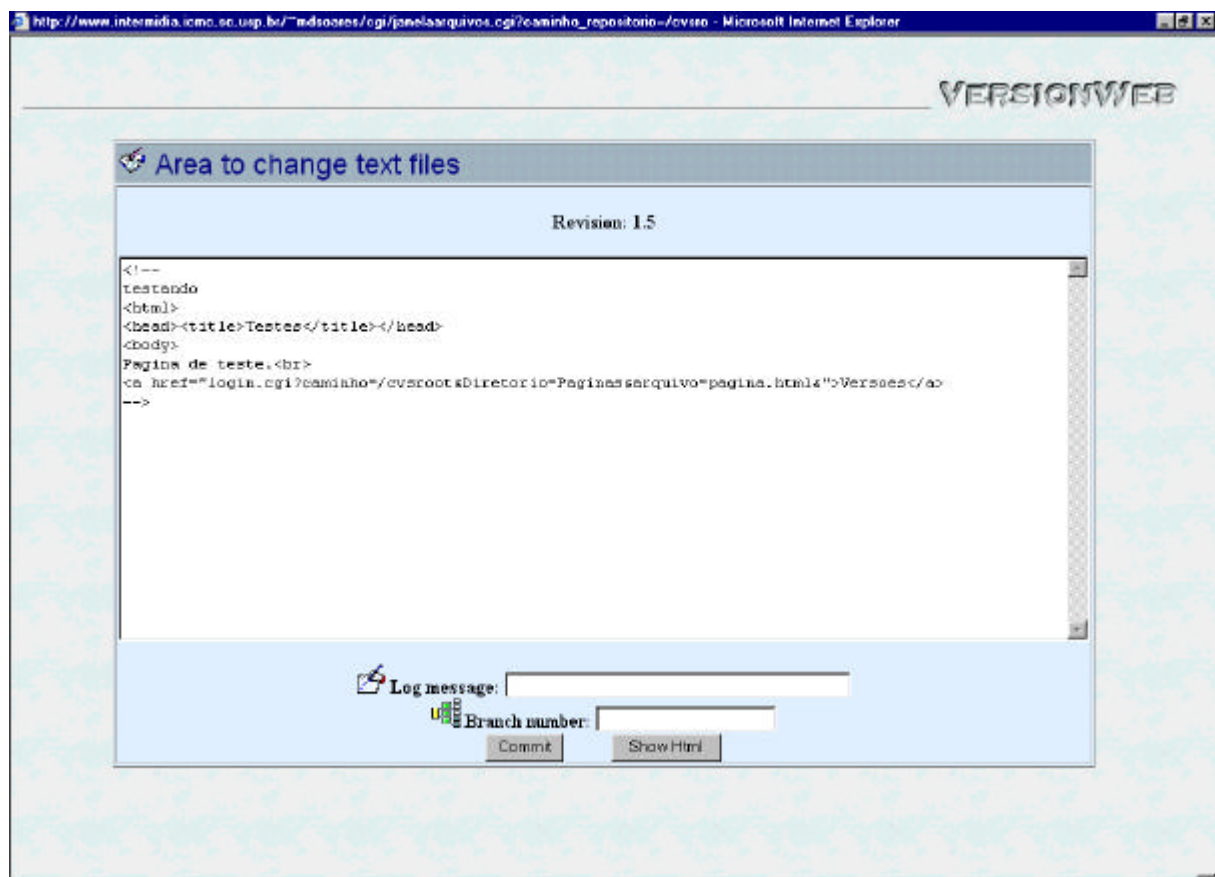 http://www.intermidia.icmc.sc.usp.br/~mdsoares/cgi/janelaarquivos.cgi?caminho_repositorio=/cvsro - Microsoft Internet Explorer
VERSIONWEB
Area to change text files
Revision: 1.5
<!--
testando
<html>
<head><title>Testes</title></head>
<body>
Pagina de teste.<br>
<a href="login.cgi?caminho=/cvsroot&Diretorio=Paginas&arquivo=pagina.html&">Versoes</a>
-->
Log message:
Branch number:
Commit Show Html